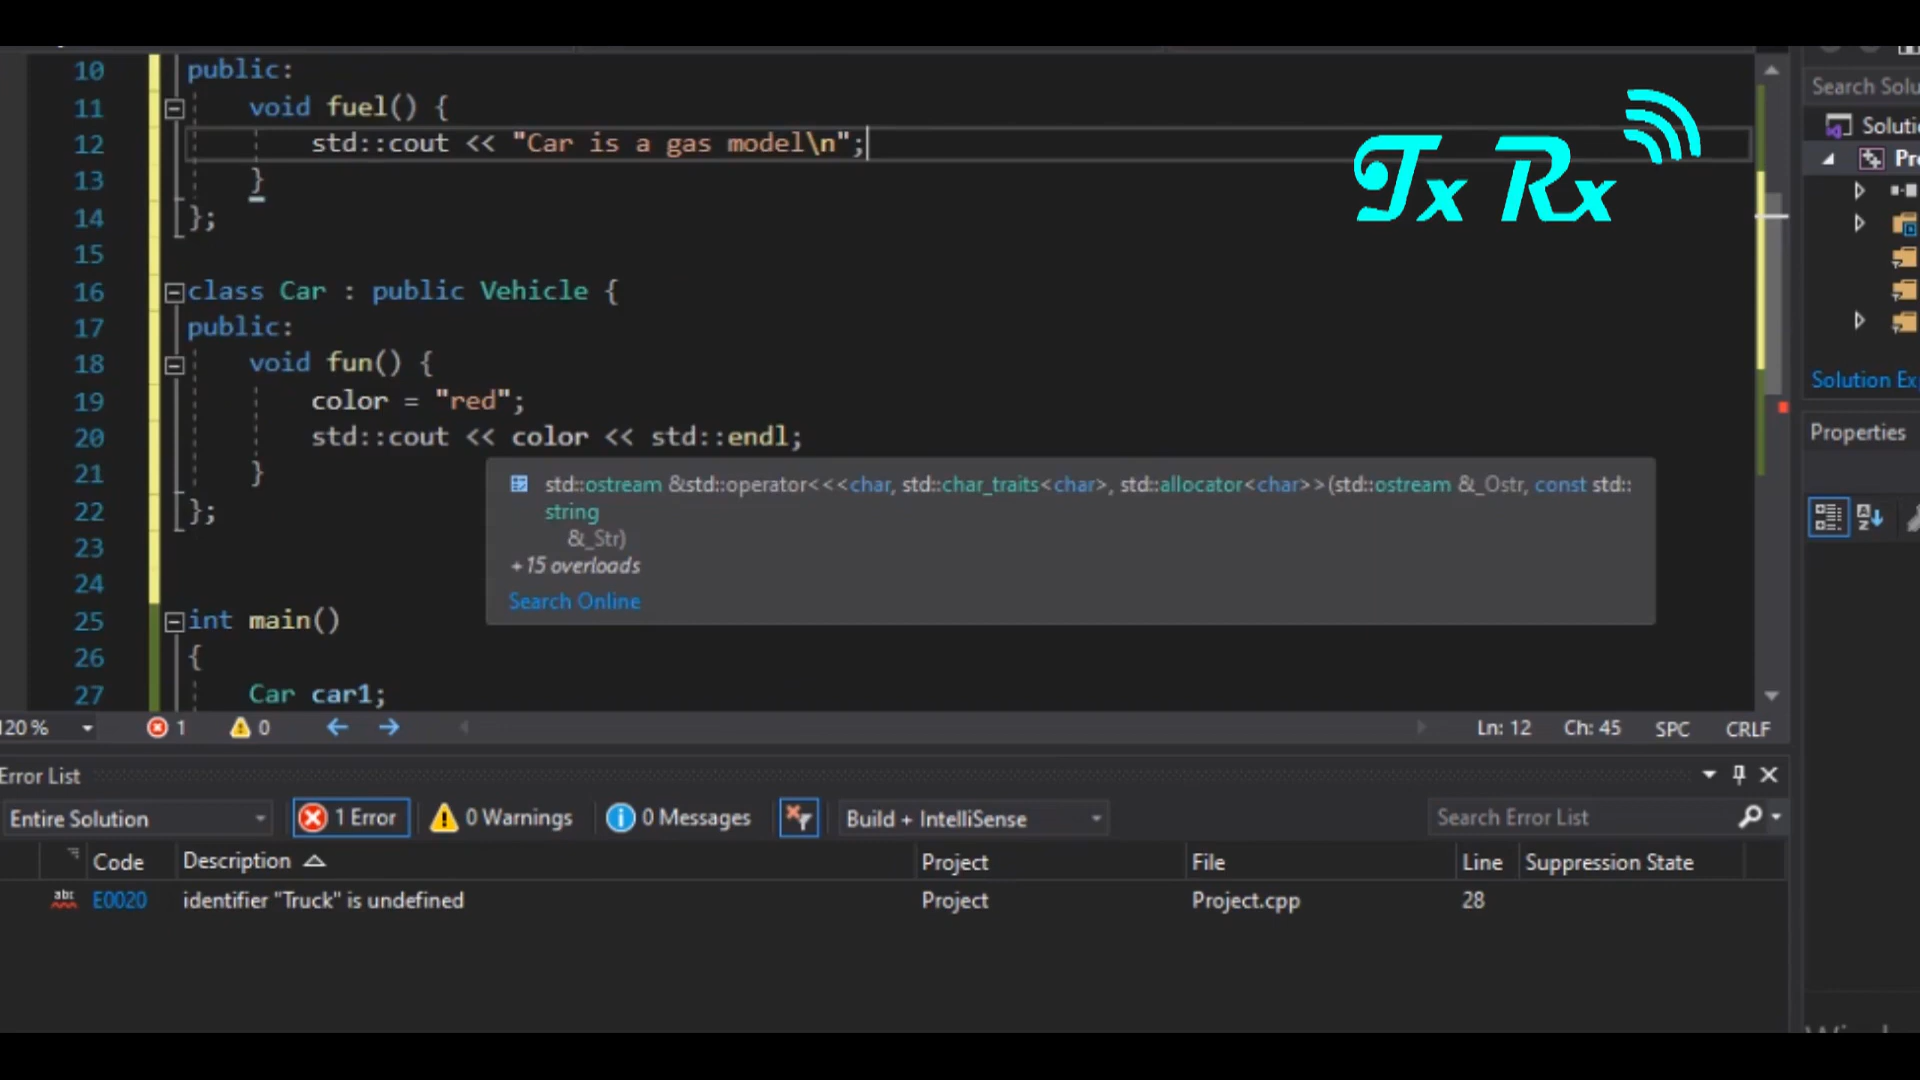 10 public:
11 void fuel() {
12 std::cout << "Car is a gas model\n";
13 }
14 };
15
16 class Car : public Vehicle {
17 public:
18 void fun() {
19 color = "red";
20 std::cout << color << std::endl;
21 }
22 };
23
24
25 int main()
26 {
27 Car car1;
Tx Rx
std::ostream &std::operator<<<char, std::char_traits<char>, std::allocator<char>>(std::ostream &_Ostr, const std::
string
&_Str)
+15 overloads
Search Online
120 % 1 0 Ln: 12 Ch: 45 SPC CRLF
Search Solu
Soluti
Pr
Solution Ex
Properties
Error List
Entire Solution 1 Error 0 Warnings 0 Messages Build + IntelliSense Search Error List
Code Description Project File Line Suppression State
abc E0020 identifier "Truck" is undefined Project Project.cpp 28